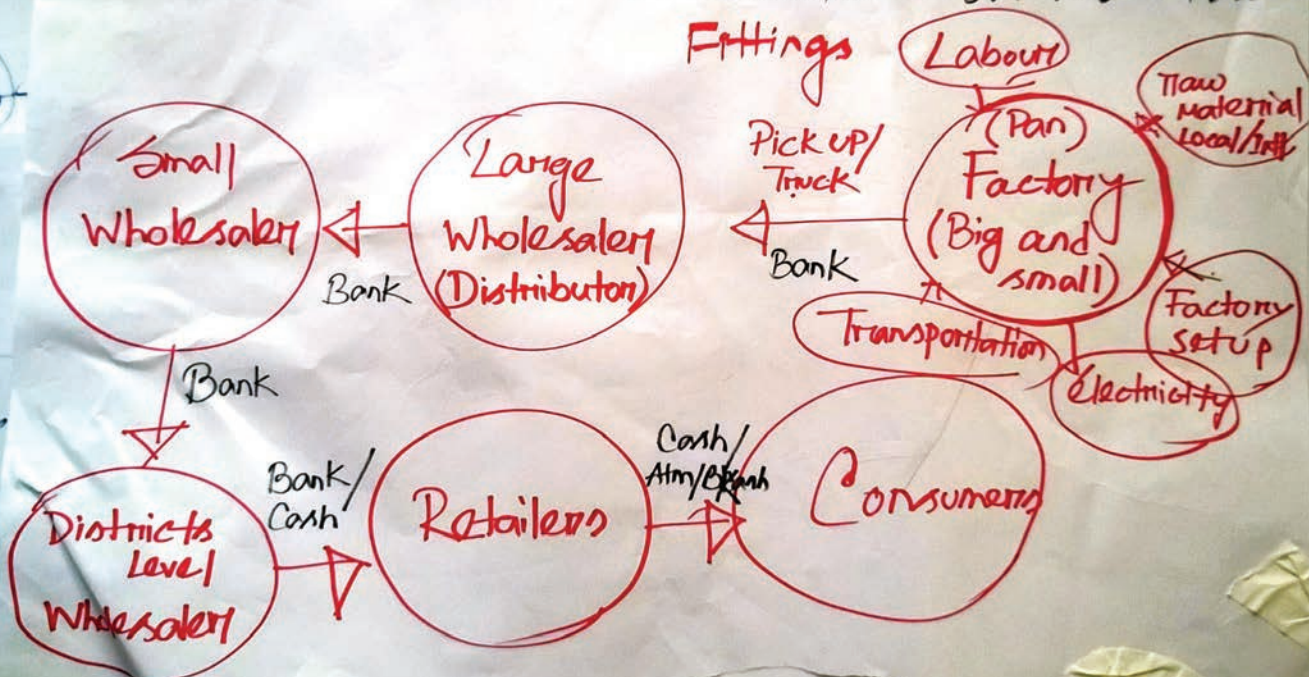 Fittings
Labour
Raw
Material
Local/Int
(Pan)
Factory
(Big and
small)
Pick up/
Truck
Bank
Large
Wholesaler
(Distributor)
Bank
Small
Wholesaler
Transportation
Factory
setup
Electricity
Bank
Districts
Level
Wholesaler
Bank/
Cash
Retailers
Cash/
Atm/
Consumers